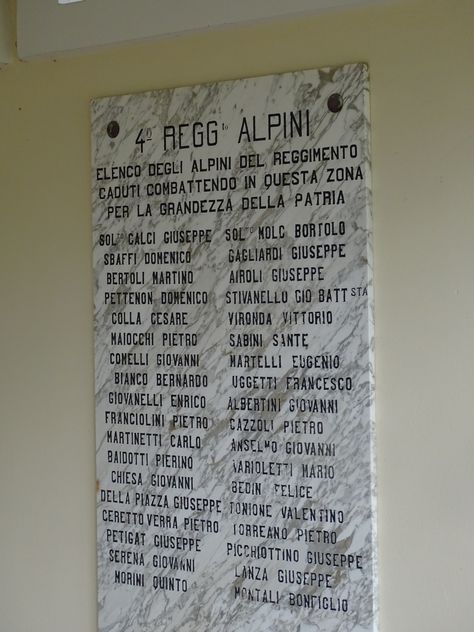 4º REGGto ALPINI
ELENCO DEGLI ALPINI DEL REGGIMENTO
CADUTI COMBATTENDO IN QUESTA ZONA
PER LA GRANDEZZA DELLA PATRIA
SOLto CALCI GIUSEPPE SOLto MOLC BORTOLO
SBAFFI DOMENICO GAGLIARDI GIUSEPPE
BERTOLI MARTINO AIROLI GIUSEPPE
PETTENON DOMENICO STIVANELLO GIO BATTSTA
COLLA CESARE VIRONDA VITTORIO
MAIOCCHI PIETRO SABINI SANTE
COMELLI GIOVANNI MARTELLI EUGENIO
BIANCO BERNARDO UGGETTI FRANCESCO
GIOVANELLI ENRICO ALBERTINI GIOVANNI
FRANCIOLINI PIETRO CAZZOLI PIETRO
MARTINETTI CARLO ANSELMO GIOVANNI
BAIDOTTI PIERINO VARIOLETTI MARIO
CHIESA GIOVANNI BEDIN FELICE
DELLA PIAZZA GIUSEPPE TONIONE VALENTINO
CERETTO VERRA PIETRO TORREANO PIETRO
PETIGAT GIUSEPPE PICCHIOTTINO GIUSEPPE
SERENA GIOVANNI LANZA GIUSEPPE
MORINI QUINTO MONTALI BONFIGLIO